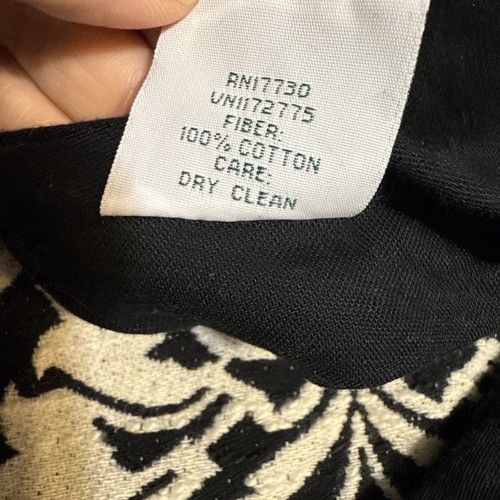 RN17730
VN1172775
FIBER:
100% COTTON
CARE:
DRY CLEAN